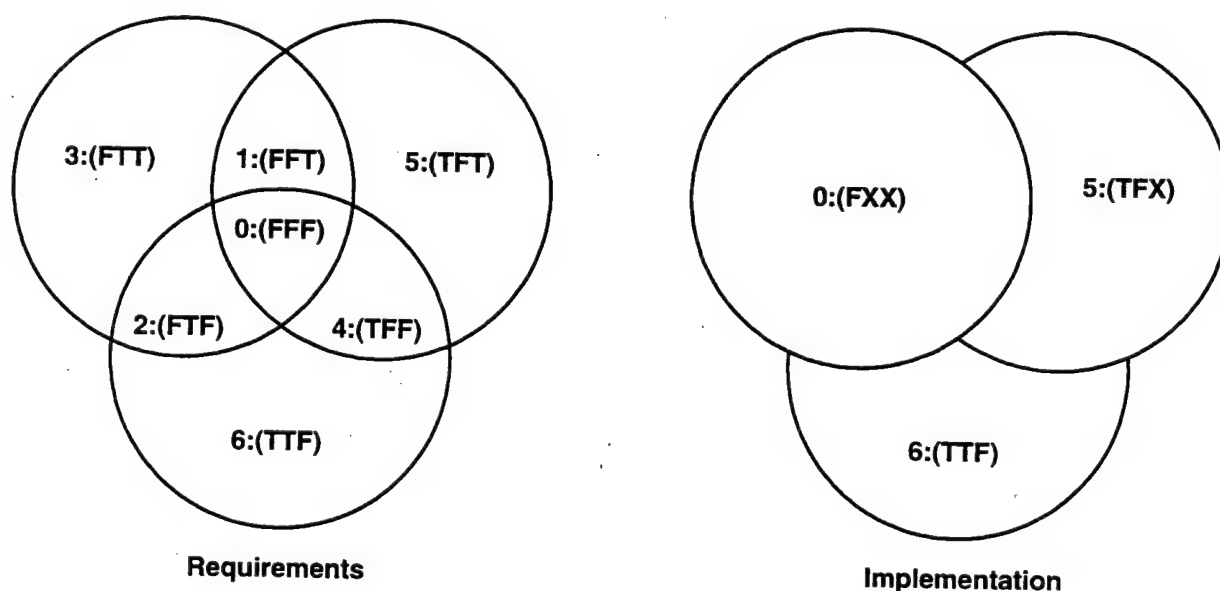 3:(FTT)
1:(FFT)
5:(TFT)
0:(FFF)
2:(FTF)
4:(TFF)
6:(TTF)
Requirements
0:(FXX)
5:(TFX)
6:(TTF)
Implementation